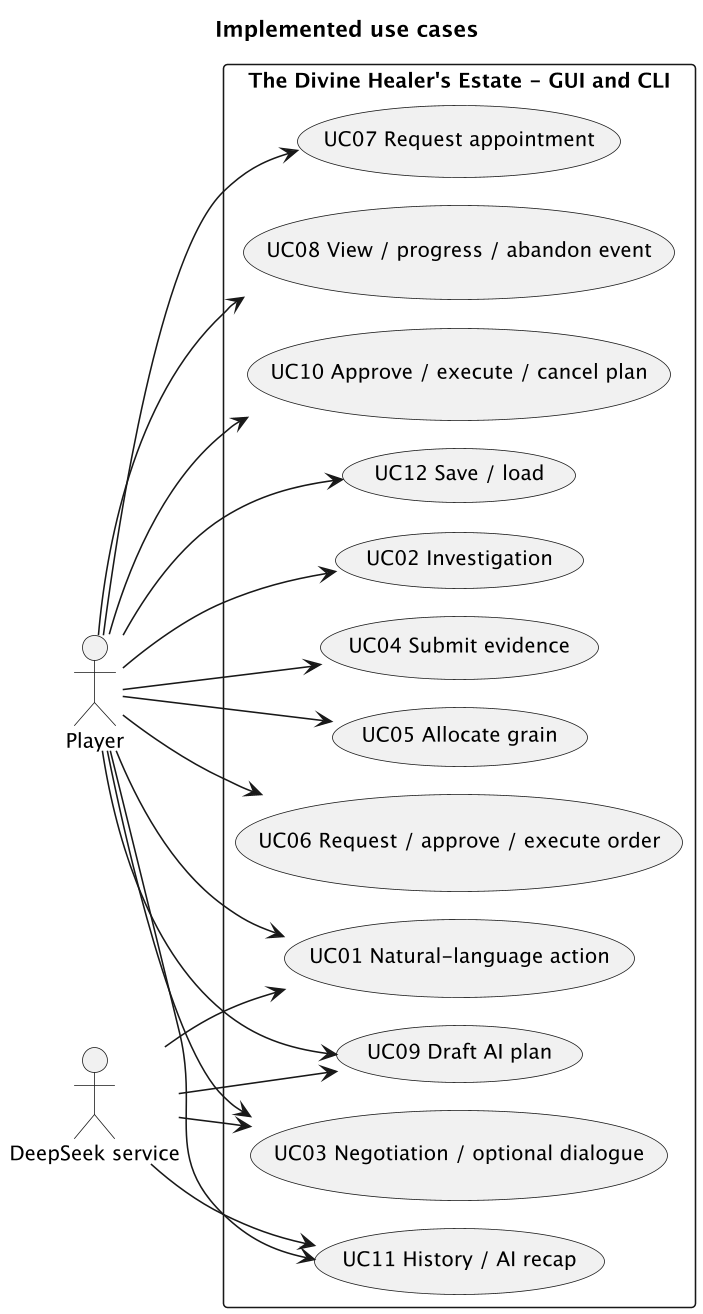 Implemented use cases
The Divine Healer's Estate – GUI and CLI
UC07 Request appointment
UC08 View / progress / abandon event
UC10 Approve / execute / cancel plan
UC12 Save / load
UC02 Investigation
UC04 Submit evidence
Player
UC05 Allocate grain
UC06 Request / approve / execute order
UC01 Natural-language action
UC09 Draft AI plan
DeepSeek service
UC03 Negotiation / optional dialogue
UC11 History / AI recap